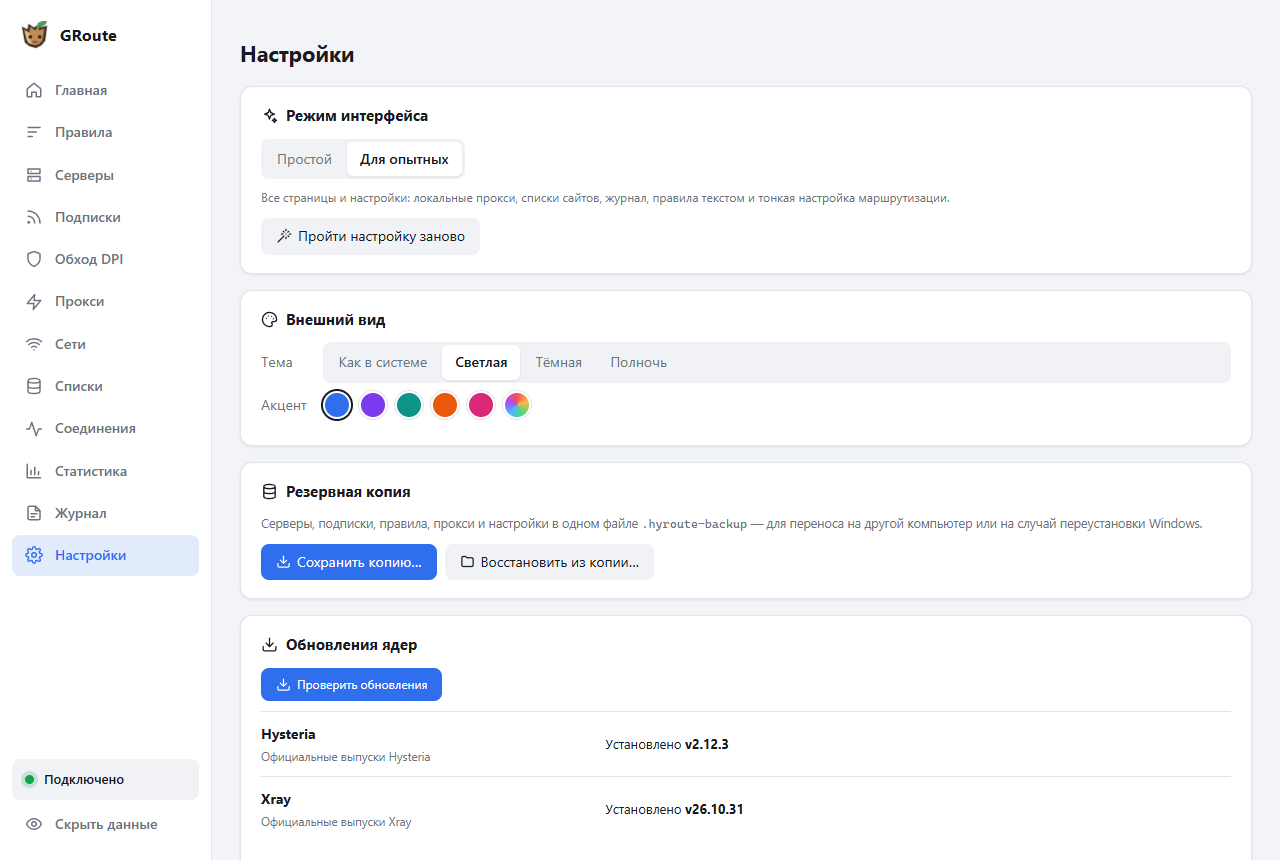 GRoute
Главная
Правила
Серверы
Подписки
Обход DPI
Прокси
Сети
Списки
Соединения
Статистика
Журнал
Настройки
Подключено
Скрыть данные
Настройки
Режим интерфейса
Простой Для опытных
Все страницы и настройки: локальные прокси, списки сайтов, журнал, правила текстом и тонкая настройка маршрутизации.
Пройти настройку заново
Внешний вид
Тема Как в системе Светлая Тёмная Полночь
Акцент
Резервная копия
Серверы, подписки, правила, прокси и настройки в одном файле .hyroute-backup — для переноса на другой компьютер или на случай переустановки Windows.
Сохранить копию... Восстановить из копии...
Обновления ядер
Проверить обновления
Hysteria
Официальные выпуски Hysteria
Установлено v2.12.3
Xray
Официальные выпуски Xray
Установлено v26.10.31